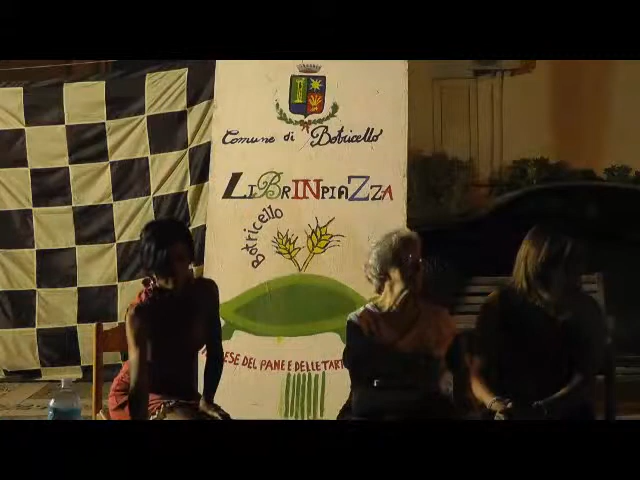 Comune di Botricello
LiBrINpiaZZA
Botricello
ESE DEL PANE E DELLE TART